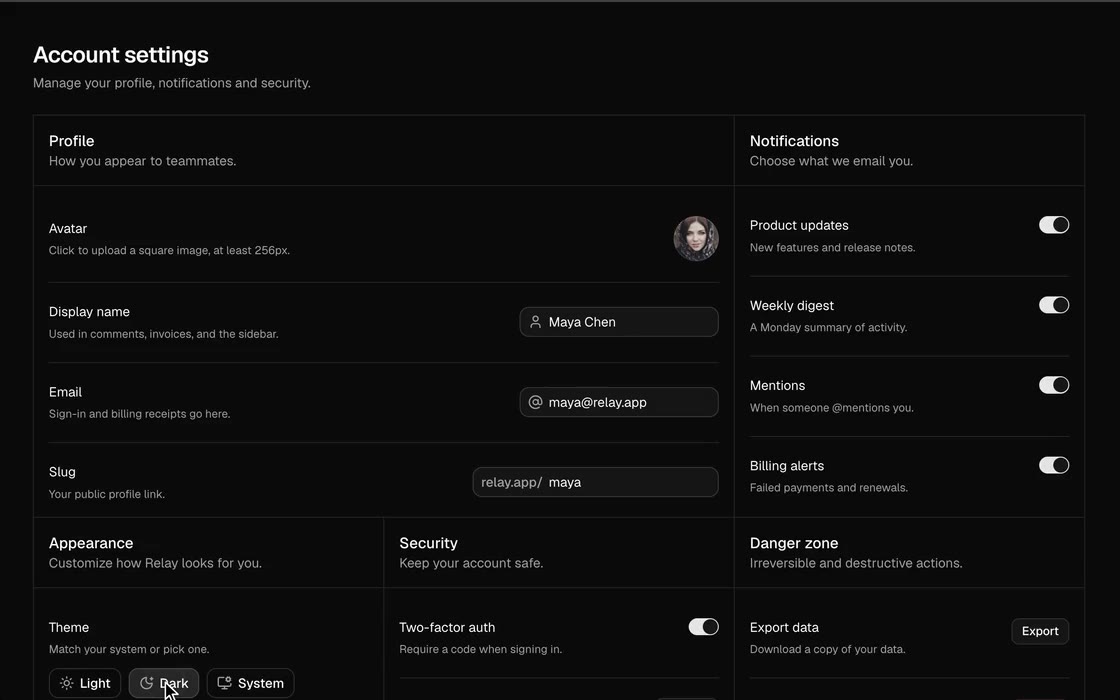 Account settings
Manage your profile, notifications and security.
Profile
How you appear to teammates.
Avatar
Click to upload a square image, at least 256px.
Display name
Used in comments, invoices, and the sidebar.
Maya Chen
Email
Sign-in and billing receipts go here.
@ maya@relay.app
Slug
Your public profile link.
relay.app/ maya
Notifications
Choose what we email you.
Product updates
New features and release notes.
Weekly digest
A Monday summary of activity.
Mentions
When someone @mentions you.
Billing alerts
Failed payments and renewals.
Appearance
Customize how Relay looks for you.
Theme
Match your system or pick one.
Light Dark System
Security
Keep your account safe.
Two-factor auth
Require a code when signing in.
Danger zone
Irreversible and destructive actions.
Export data
Download a copy of your data.
Export